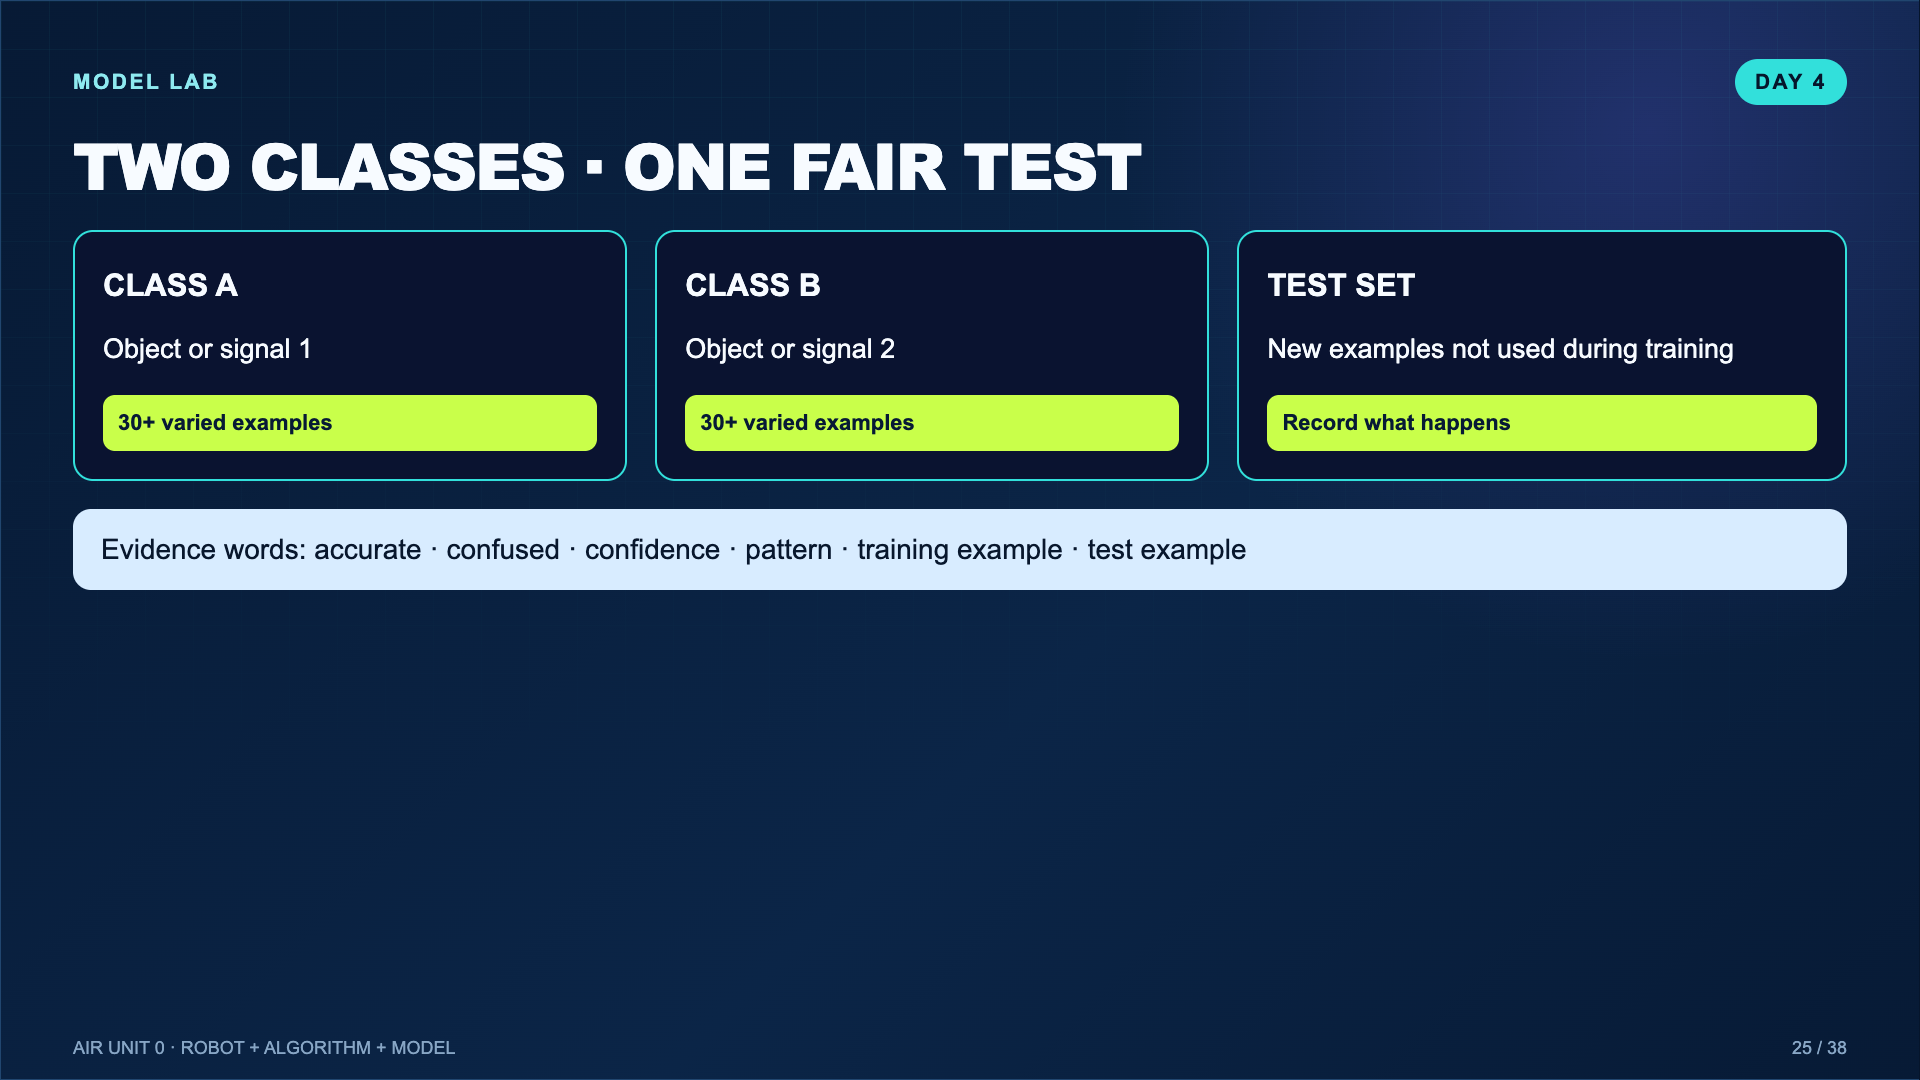 MODEL LAB
DAY 4
TWO CLASSES · ONE FAIR TEST
CLASS A
Object or signal 1
30+ varied examples
CLASS B
Object or signal 2
30+ varied examples
TEST SET
New examples not used during training
Record what happens
Evidence words: accurate · confused · confidence · pattern · training example · test example
AIR UNIT 0 · ROBOT + ALGORITHM + MODEL
25 / 38